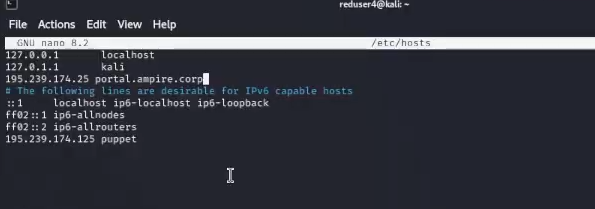 reduser4@kali: ~
File Actions Edit View Help
GNU nano 8.2 /etc/hosts
127.0.0.1 localhost
127.0.1.1 kali
195.239.174.25 portal.ampire.corp
# The following lines are desirable for IPv6 capable hosts
::1 localhost ip6-localhost ip6-loopback
ff02::1 ip6-allnodes
ff02::2 ip6-allrouters
195.239.174.125 puppet